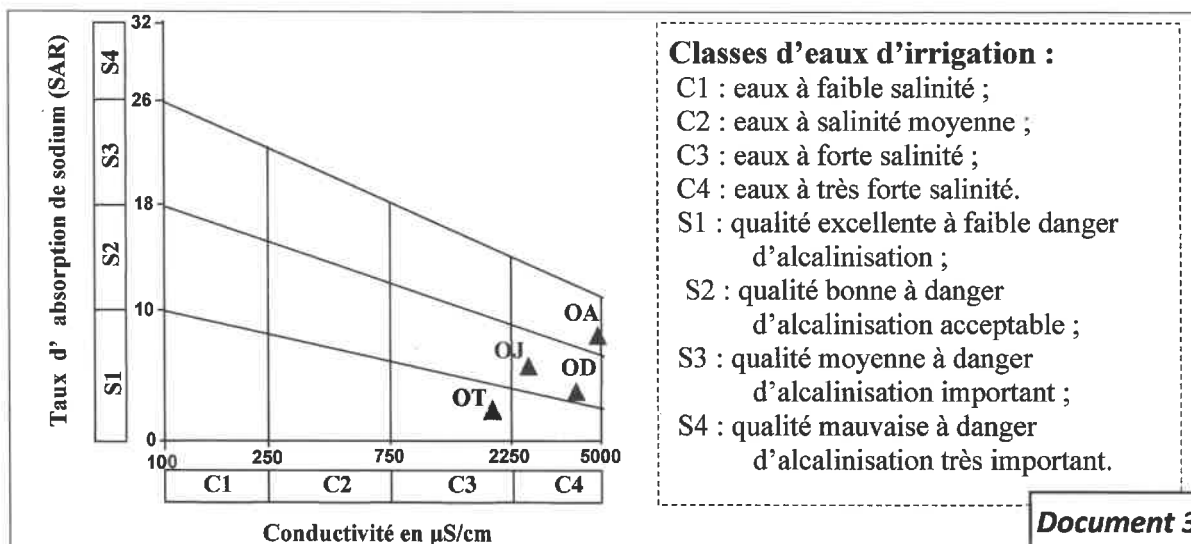 Taux d' absorption de sodium (SAR)
S4
S3
S2
S1
32
26
18
10
0
OA
OJ
OD
OT
100
250
750
2250
5000
C1
C2
C3
C4
Conductivité en µS/cm
Classes d'eaux d'irrigation :
C1 : eaux à faible salinité ;
C2 : eaux à salinité moyenne ;
C3 : eaux à forte salinité ;
C4 : eaux à très forte salinité.
S1 : qualité excellente à faible danger
d'alcalinisation ;
S2 : qualité bonne à danger
d'alcalinisation acceptable ;
S3 : qualité moyenne à danger
d'alcalinisation important ;
S4 : qualité mauvaise à danger
d'alcalinisation très important.
Document 3